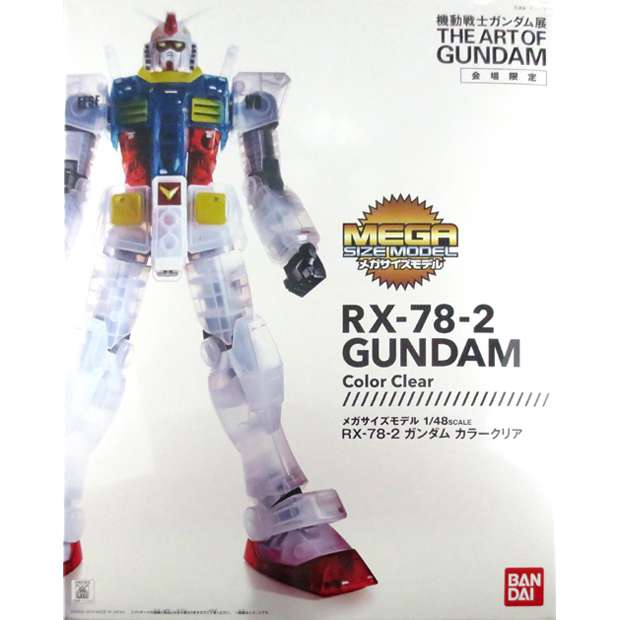 機動戦士ガンダム展
THE ART OF
GUNDAM
会場限定
EFSF
WB
MEGA
SIZE MODEL
メガサイズモデル
RX-78-2
GUNDAM
Color Clear
メガサイズモデル 1/48SCALE
RX-78-2 ガンダム カラークリア
BAN
DAI